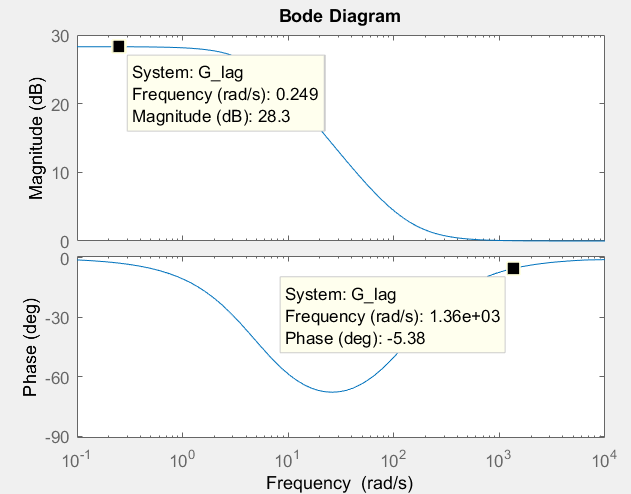 Bode Diagram
30
20
10
0
Magnitude (dB)
System: G_lag
Frequency (rad/s): 0.249
Magnitude (dB): 28.3
0
-30
-60
-90
Phase (deg)
System: G_lag
Frequency (rad/s): 1.36e+03
Phase (deg): -5.38
10^-1 10^0 10^1 10^2 10^3 10^4
Frequency (rad/s)